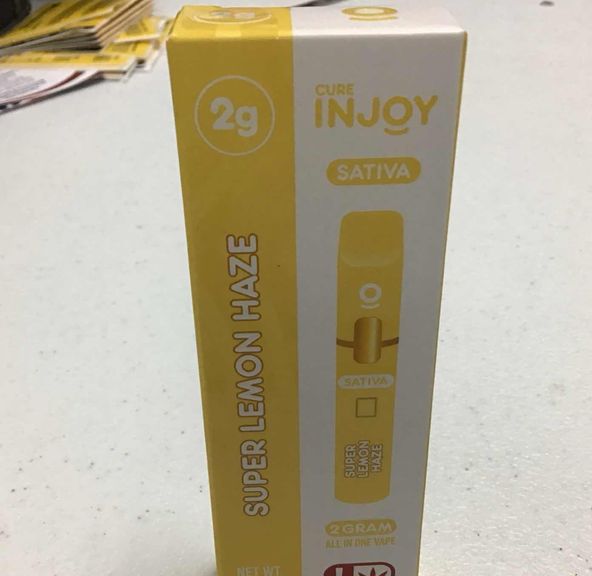 2g
SUPER LEMON HAZE
NET WT
CURE
INJOY
SATIVA
SATIVA
SUPER
LEMON
HAZE
2 GRAM
ALL IN ONE VAPE